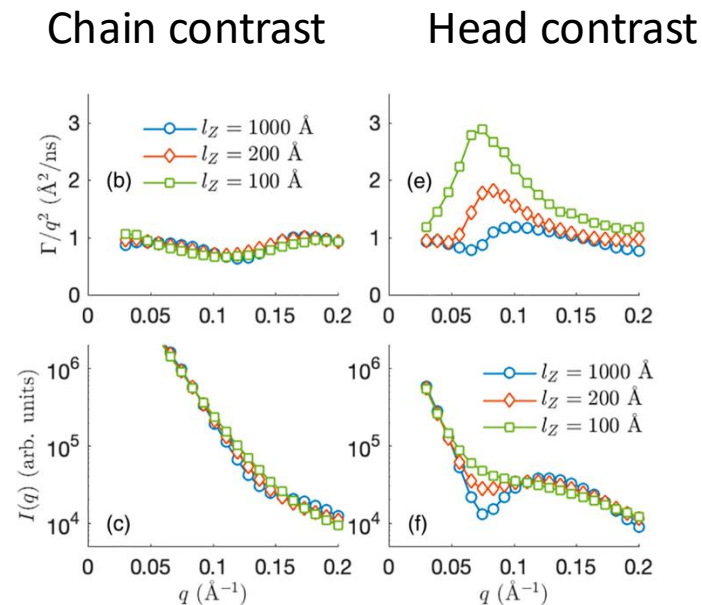 Chain contrast
Head contrast
Γ/q² (Å²/ns)
3
2
1
0
l_Z = 1000 Å
l_Z = 200 Å
l_Z = 100 Å
(b)
0 0.05 0.1 0.15 0.2
3
2
1
0
(e)
0 0.05 0.1 0.15 0.2
I(q) (arb. units)
10⁶
10⁵
10⁴
(c)
0 0.05 0.1 0.15 0.2
q (Å⁻¹)
10⁶
10⁵
10⁴
l_Z = 1000 Å
l_Z = 200 Å
l_Z = 100 Å
(f)
0 0.05 0.1 0.15 0.2
q (Å⁻¹)